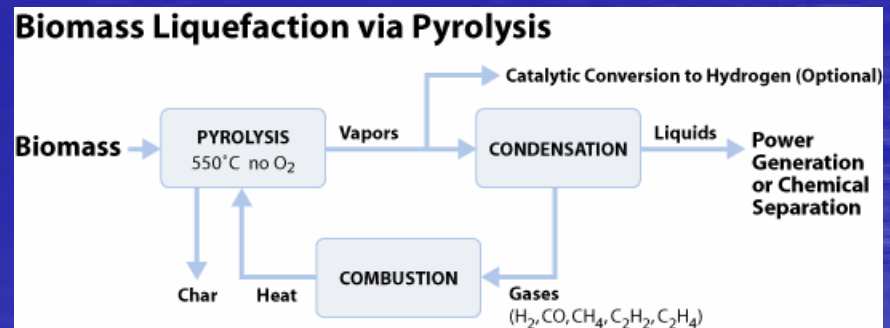 Biomass Liquefaction via Pyrolysis
Catalytic Conversion to Hydrogen (Optional)
Biomass
PYROLYSIS
550°C no O₂
Vapors
CONDENSATION
Liquids
Power
Generation
or Chemical
Separation
Char
Heat
COMBUSTION
Gases
(H₂, CO, CH₄, C₂H₂, C₂H₄)